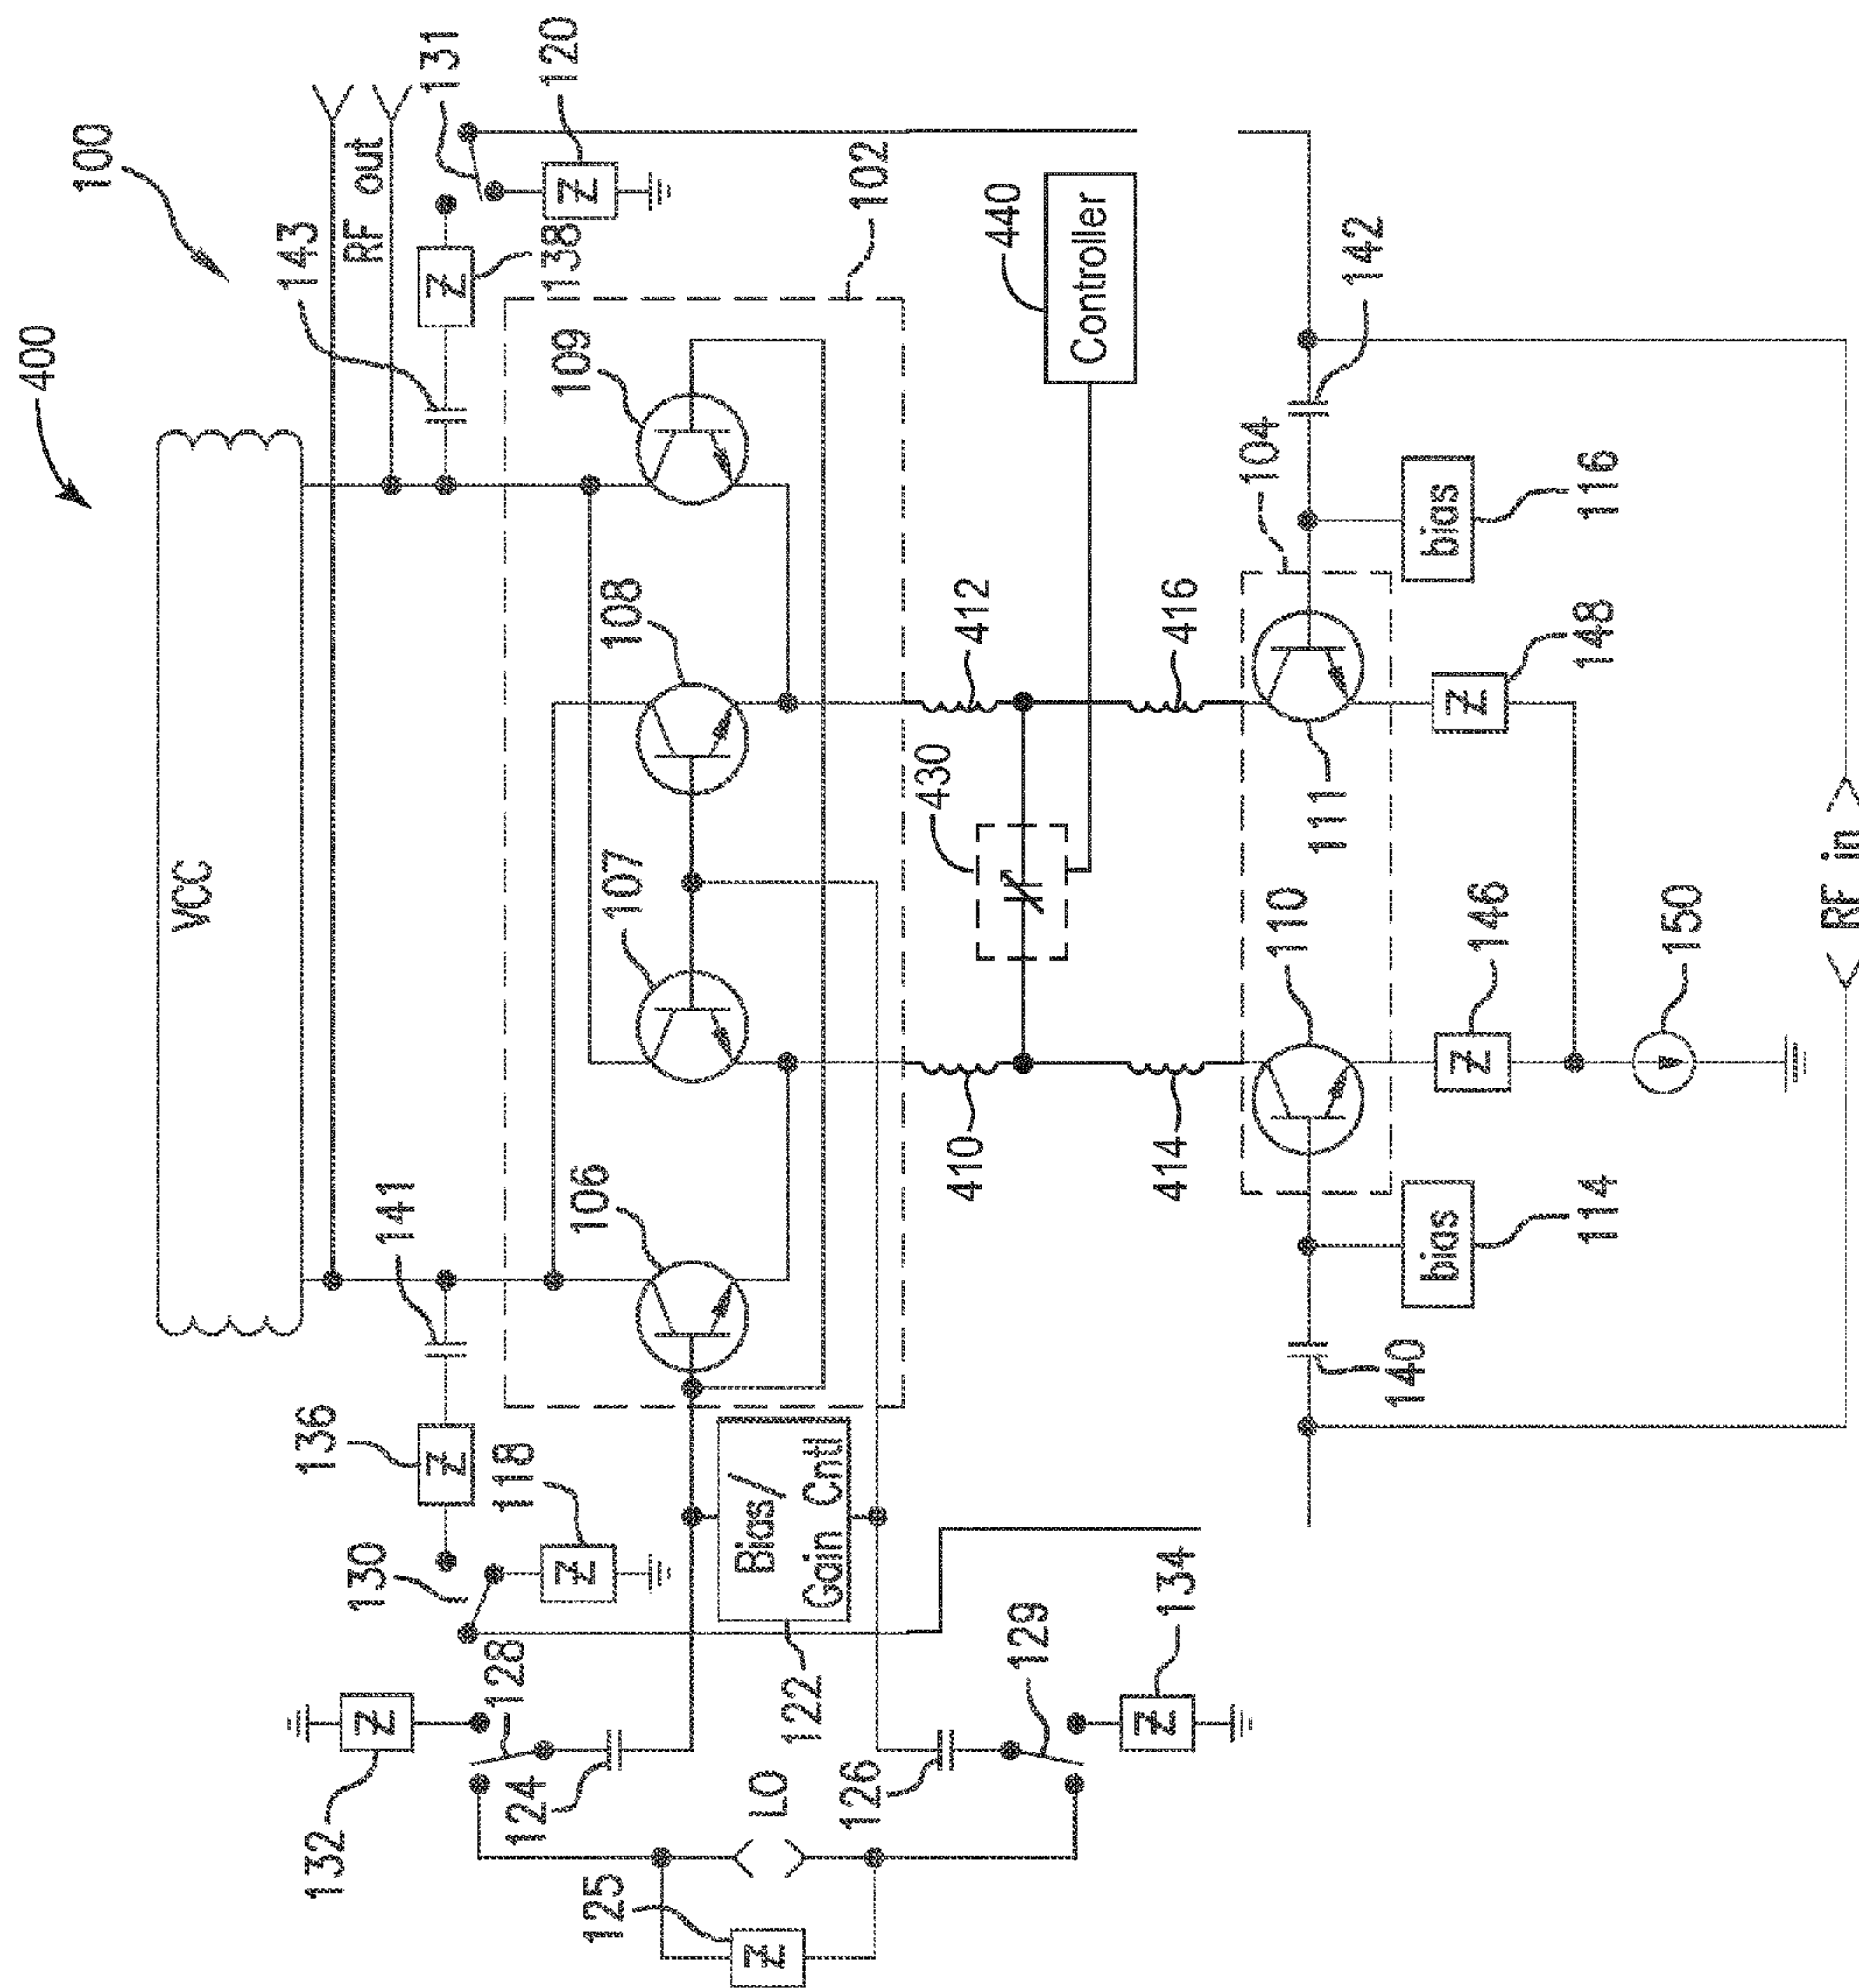 400
100
VCC
143
RF out
131
120
138
141
136
130
118
132
128
124
LO
125
126
129
134
122
Bias/
Gain Cntl
102
106
107
108
109
410
412
414
416
430
440
Controller
104
110
111
140
142
bias
114
bias
116
146
148
150
RF in
Z
Z
Z
Z
Z
Z
Z
Z
Z